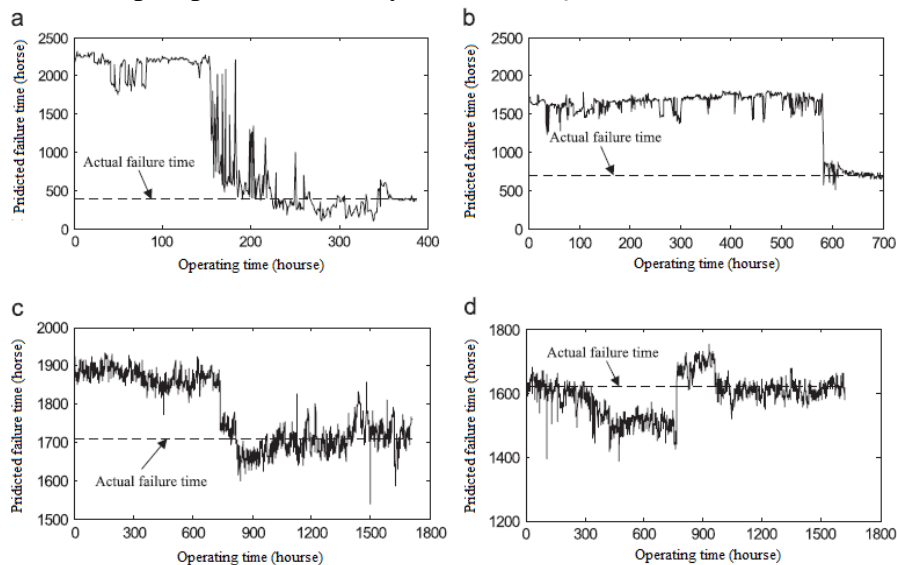 a
Pridicted failure time (horse)
2500
2000
1500
1000
500
0
Actual failure time
0 100 200 300 400
Operating time (hourse)
b
Pridicted failure time (horse)
2500
2000
1500
1000
500
0
Actual failure time
0 100 200 300 400 500 600 700
Operating time (hourse)
c
Pridicted failure time (horse)
2000
1900
1800
1700
1600
1500
Actual failure time
0 300 600 900 1200 1500 1800
Operating time (hourse)
d
Pridicted failure time (horse)
1800
1600
1400
1200
Actual failure time
0 300 600 900 1200 1500 1800
Operating time (hourse)